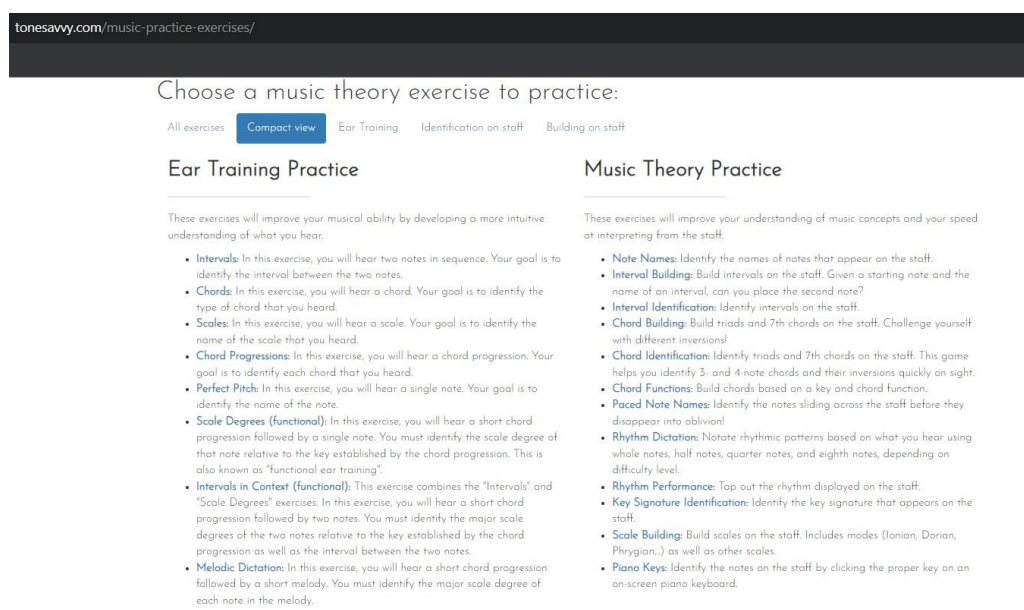 tonesavvy.com/music-practice-exercises/
Choose a music theory exercise to practice:
All exercises Compact view Ear Training Identification on staff Building on staff
Ear Training Practice
These exercises will improve your musical ability by developing a more intuitive
understanding of what you hear.
• Intervals: In this exercise, you will hear two notes in sequence. Your goal is to
identify the interval between the two notes.
• Chords: In this exercise, you will hear a chord. Your goal is to identify the
type of chord that you heard.
• Scales: In this exercise, you will hear a scale. Your goal is to identify the
name of the scale that you heard.
• Chord Progressions: In this exercise, you will hear a chord progression. Your
goal is to identify each chord that you heard.
• Perfect Pitch: In this exercise, you will hear a single note. Your goal is to
identify the name of the note.
• Scale Degrees (functional): In this exercise, you will hear a short chord
progression followed by a single note. You must identify the scale degree of
that note relative to the key established by the chord progression. This is
also known as "functional ear training".
• Intervals in Context (functional): This exercise combines the "Intervals" and
"Scale Degrees" exercises. In this exercise, you will hear a short chord
progression followed by two notes. You must identify the major scale
degrees of the two notes relative to the key established by the chord
progression as well as the interval between the two notes.
• Melodic Dictation: In this exercise, you will hear a short chord progression
followed by a short melody. You must identify the major scale degree of
each note in the melody.
Music Theory Practice
These exercises will improve your understanding of music concepts and your speed
at interpreting from the staff.
• Note Names: Identify the names of notes that appear on the staff.
• Interval Building: Build intervals on the staff. Given a starting note and the
name of an interval, can you place the second note?
• Interval Identification: Identify intervals on the staff.
• Chord Building: Build triads and 7th chords on the staff. Challenge yourself
with different inversions!
• Chord Identification: Identify triads and 7th chords on the staff. This game
helps you identify 3- and 4-note chords and their inversions quickly on sight.
• Chord Functions: Build chords based on a key and chord function.
• Paced Note Names: Identify the notes sliding across the staff before they
disappear into oblivion!
• Rhythm Dictation: Notate rhythmic patterns based on what you hear using
whole notes, half notes, quarter notes, and eighth notes, depending on
difficulty level.
• Rhythm Performance: Tap out the rhythm displayed on the staff.
• Key Signature Identification: Identify the key signature that appears on the
staff.
• Scale Building: Build scales on the staff. Includes modes (Ionian, Dorian,
Phrygian...) as well as other scales.
• Piano Keys: Identify the notes on the staff by clicking the proper key on an
on-screen piano keyboard.